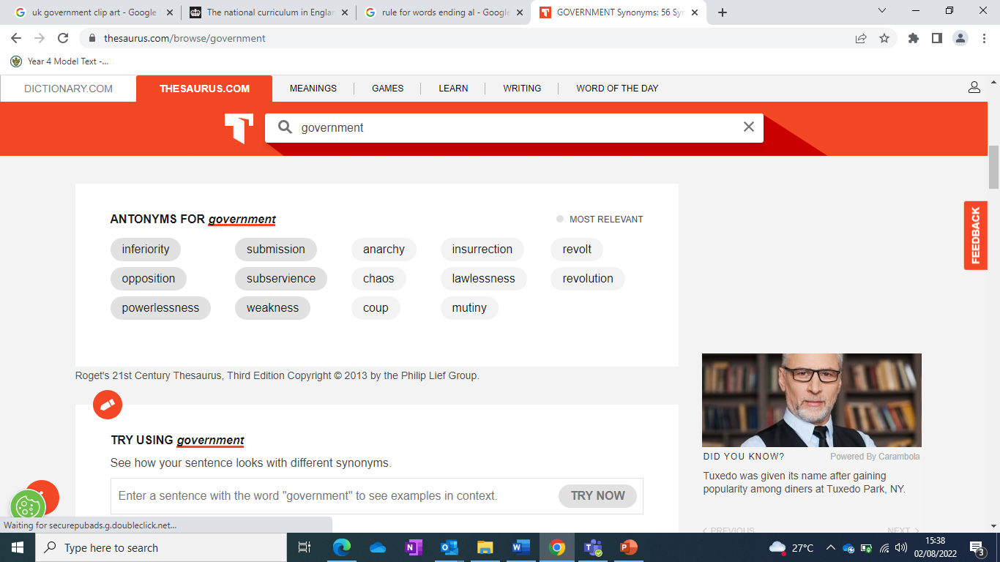 uk government clip art - Google
The national curriculum in Englan
rule for words ending al - Google
GOVERNMENT Synonyms: 56 Syn
thesaurus.com/browse/government
Year 4 Model Text -...
DICTIONARY.COM
THESAURUS.COM
MEANINGS
GAMES
LEARN
WRITING
WORD OF THE DAY
government
ANTONYMS FOR government
MOST RELEVANT
inferiority submission anarchy insurrection revolt
opposition subservience chaos lawlessness revolution
powerlessness weakness coup mutiny
FEEDBACK
Roget's 21st Century Thesaurus, Third Edition Copyright © 2013 by the Philip Lief Group.
TRY USING government
See how your sentence looks with different synonyms.
Enter a sentence with the word "government" to see examples in context.
TRY NOW
DID YOU KNOW?
Powered By Carambola
Tuxedo was given its name after gaining
popularity among diners at Tuxedo Park, NY.
< PREVIOUS
NEXT >
Waiting for securepubads.g.doubleclick.net...
Type here to search
27°C
15:38
02/08/2022
3